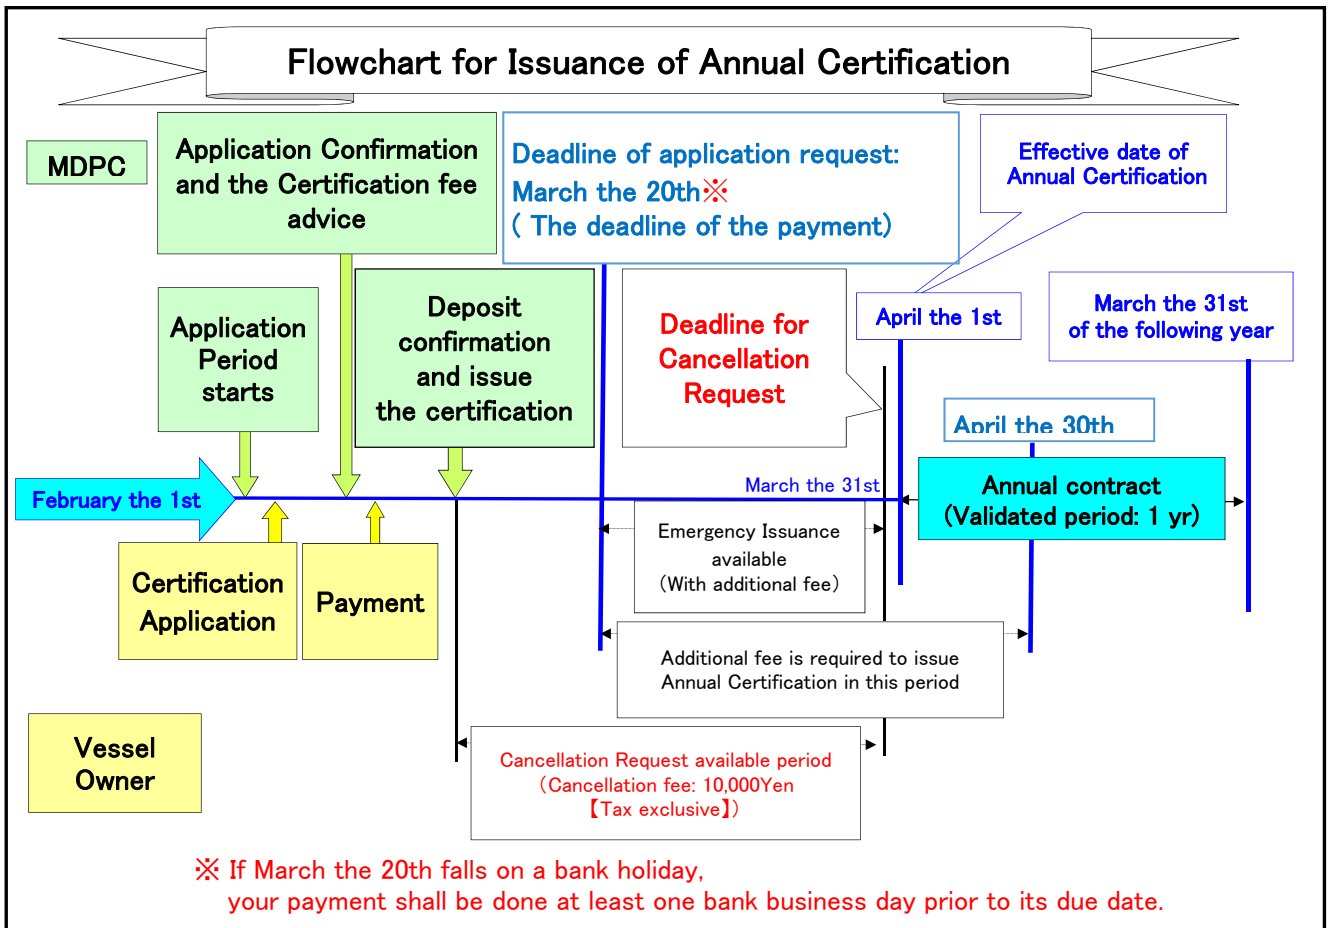 Flowchart for Issuance of Annual Certification
MDPC
Application Confirmation
and the Certification fee
advice
Deadline of application request:
March the 20th※
( The deadline of the payment)
Effective date of
Annual Certification
Application
Period
starts
Deposit
confirmation
and issue
the certification
Deadline for
Cancellation
Request
April the 1st
March the 31st
of the following year
April the 30th
February the 1st
March the 31st
Annual contract
(Validated period: 1 yr)
Emergency Issuance
available
(With additional fee)
Certification
Application
Payment
Additional fee is required to issue
Annual Certification in this period
Vessel
Owner
Cancellation Request available period
(Cancellation fee: 10,000Yen
【Tax exclusive】)
※ If March the 20th falls on a bank holiday,
your payment shall be done at least one bank business day prior to its due date.